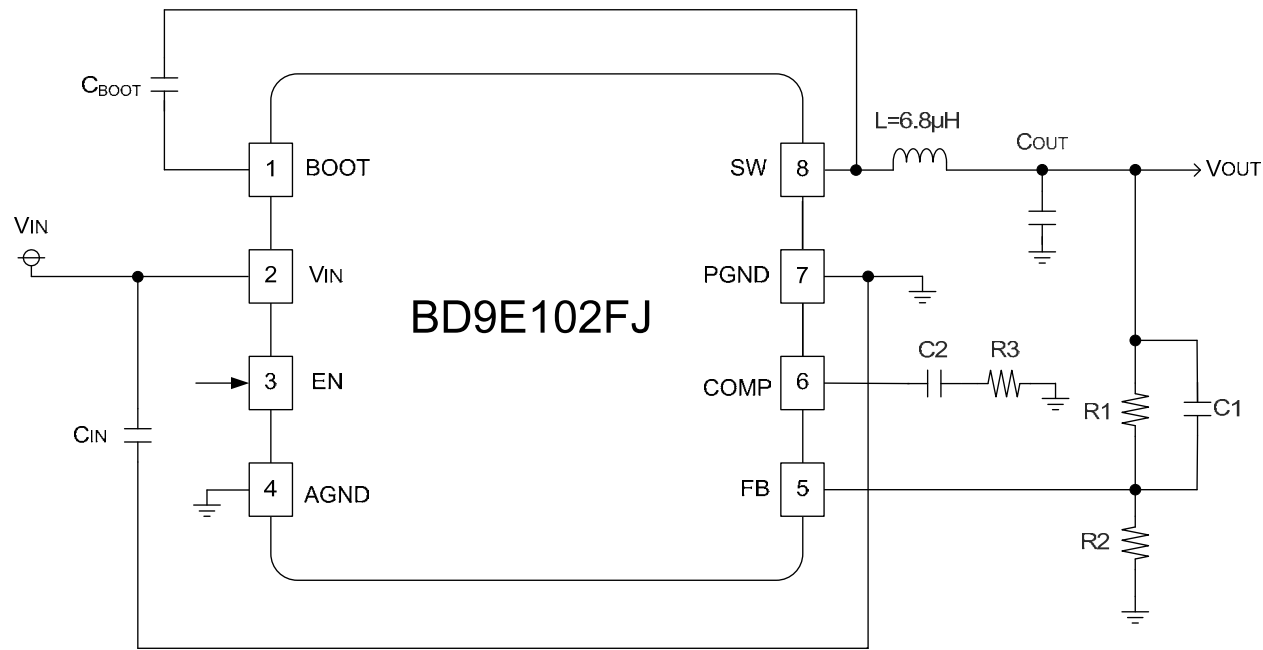 CBOOT
L=6.8µH
COUT
1
BOOT
SW
8
VOUT
VIN
2
VIN
PGND
7
BD9E102FJ
3
EN
COMP
6
C2
R3
R1
C1
CIN
4
AGND
FB
5
R2